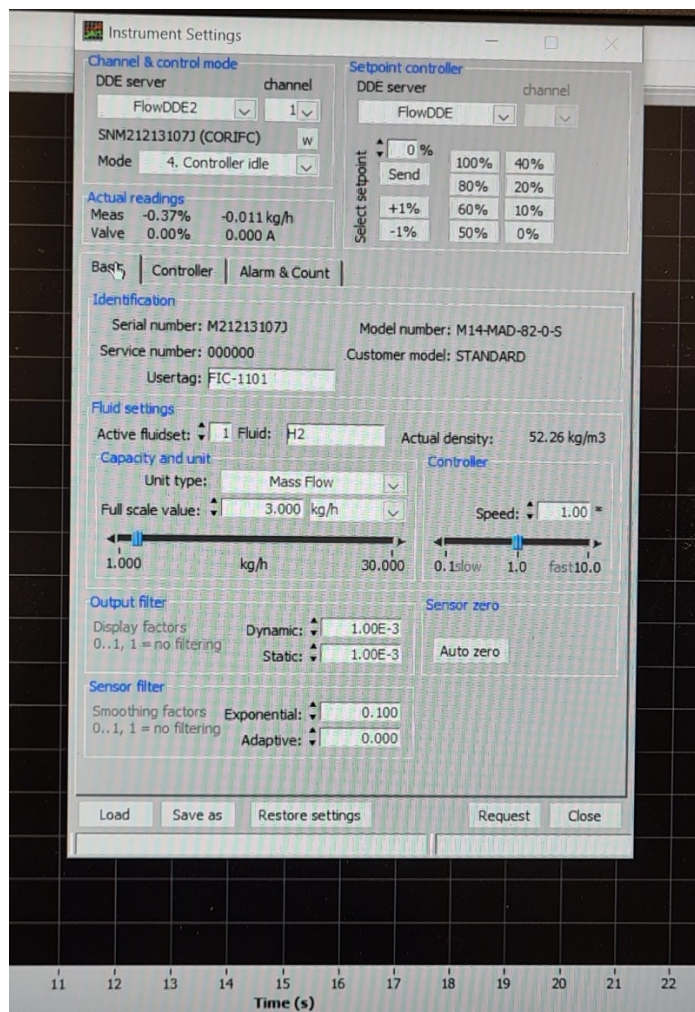 Instrument Settings
Channel & control mode
DDE server channel
FlowDDE2 1
SNM21213107J (CORIFC) w
Mode 4. Controller idle
Setpoint controller
DDE server channel
FlowDDE
Select setpoint
0 %
Send
+1%
-1%
100% 40%
80% 20%
60% 10%
50% 0%
Actual readings
Meas -0.37% -0.011 kg/h
Valve 0.00% 0.000 A
Basic Controller Alarm & Count
Identification
Serial number: M21213107J Model number: M14-MAD-82-0-S
Service number: 000000 Customer model: STANDARD
Usertag: FIC-1101
Fluid settings
Active fluidset: 1 Fluid: H2 Actual density: 52.26 kg/m3
Capacity and unit
Unit type: Mass Flow
Full scale value: 3.000 kg/h
1.000 kg/h 30.000
Controller
Speed: 1.00 *
0.1slow 1.0 fast10.0
Output filter
Display factors
0..1, 1 = no filtering
Dynamic: 1.00E-3
Static: 1.00E-3
Sensor zero
Auto zero
Sensor filter
Smoothing factors
0..1, 1 = no filtering
Exponential: 0.100
Adaptive: 0.000
Load Save as Restore settings Request Close
11 12 13 14 15 16 17 18 19 20 21 22
Time (s)